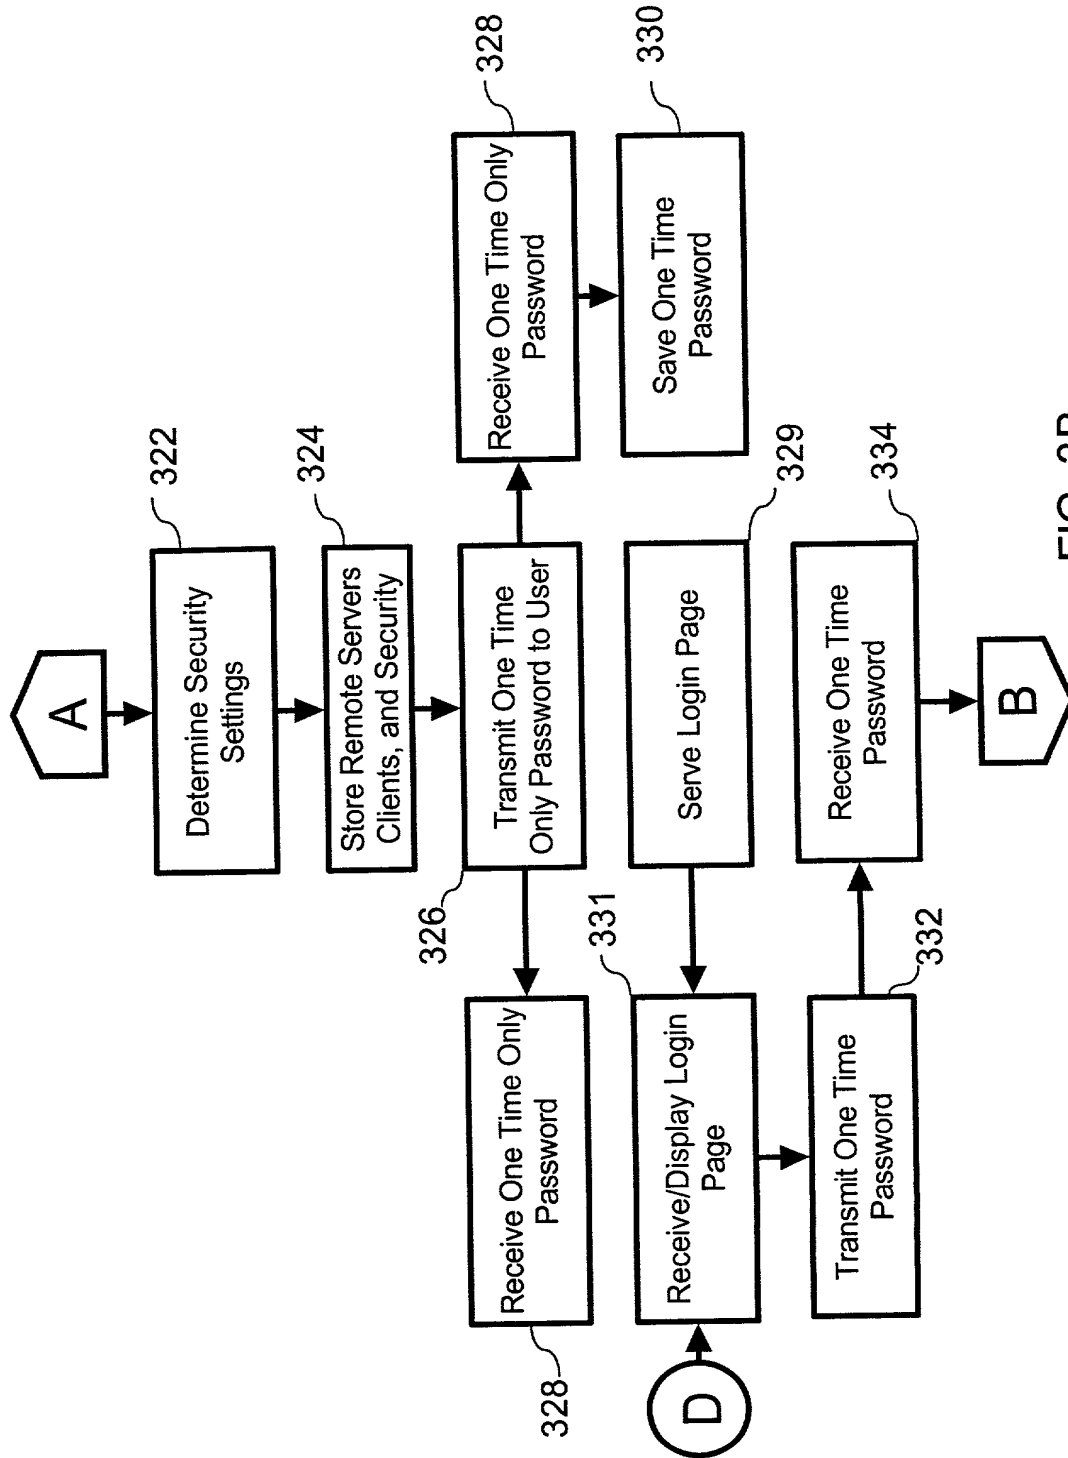 A
Determine Security
Settings
322
Store Remote Servers
Clients, and Security
324
Transmit One Time
Only Password to User
326
Receive One Time Only
Password
328
Receive One Time Only
Password
328
Save One Time
Password
330
Serve Login Page
329
D
Receive/Display Login
Page
331
Transmit One Time
Password
332
Receive One Time
Password
334
B